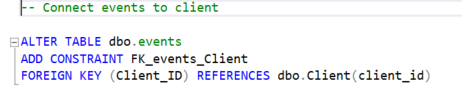 -- Connect events to client
ALTER TABLE dbo.events
ADD CONSTRAINT FK_events_Client
FOREIGN KEY (Client_ID) REFERENCES dbo.Client(client_id)